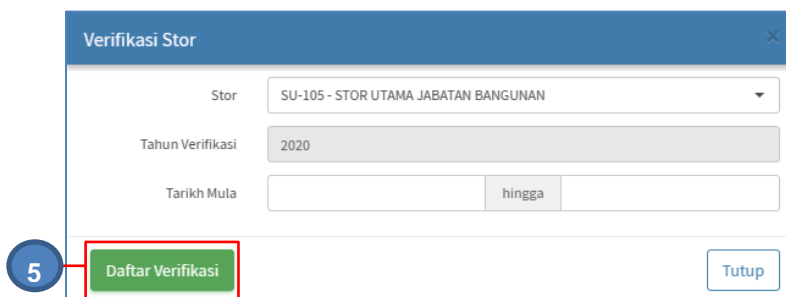 Verifikasi Stor ×
Stor SU-105 - STOR UTAMA JABATAN BANGUNAN
Tahun Verifikasi 2020
Tarikh Mula hingga
5 Daftar Verifikasi Tutup